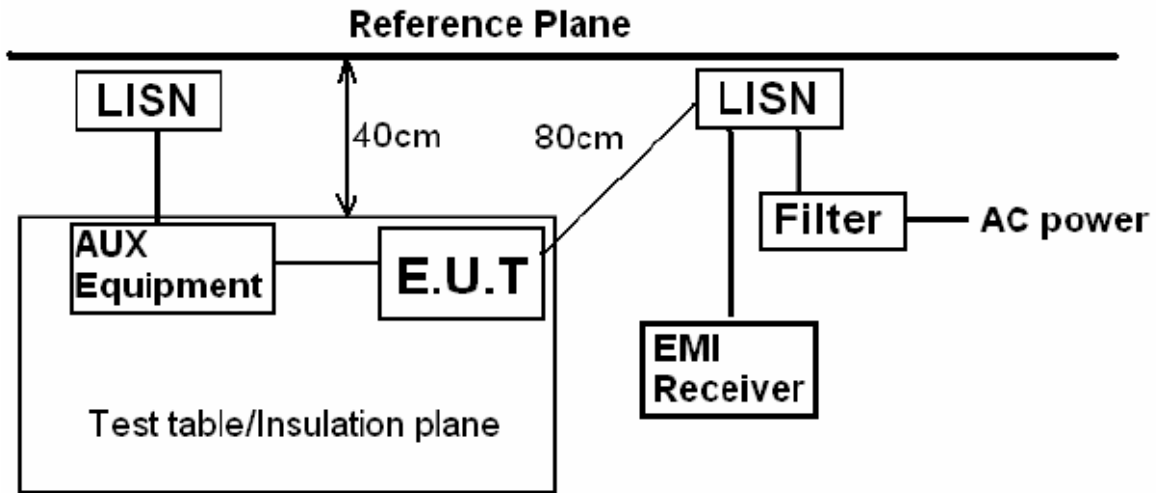 Reference Plane
LISN
40cm
80cm
LISN
Filter
AC power
AUX
Equipment
E.U.T
EMI
Receiver
Test table/Insulation plane